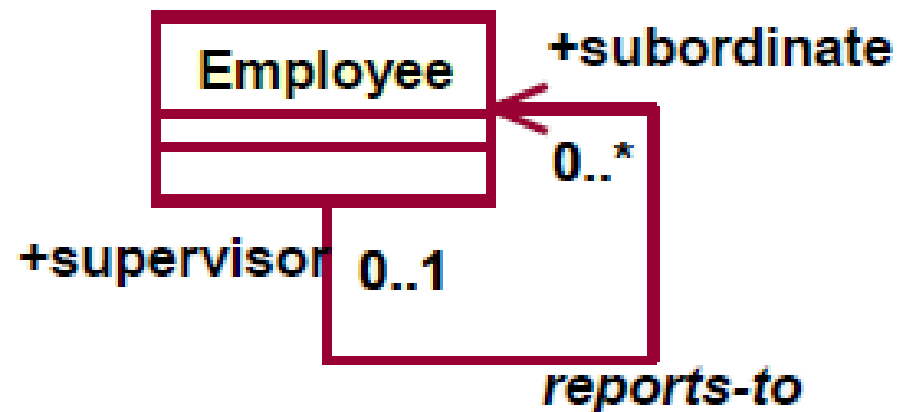 Employee
+subordinate
0..*
+supervisor
0..1
reports-to